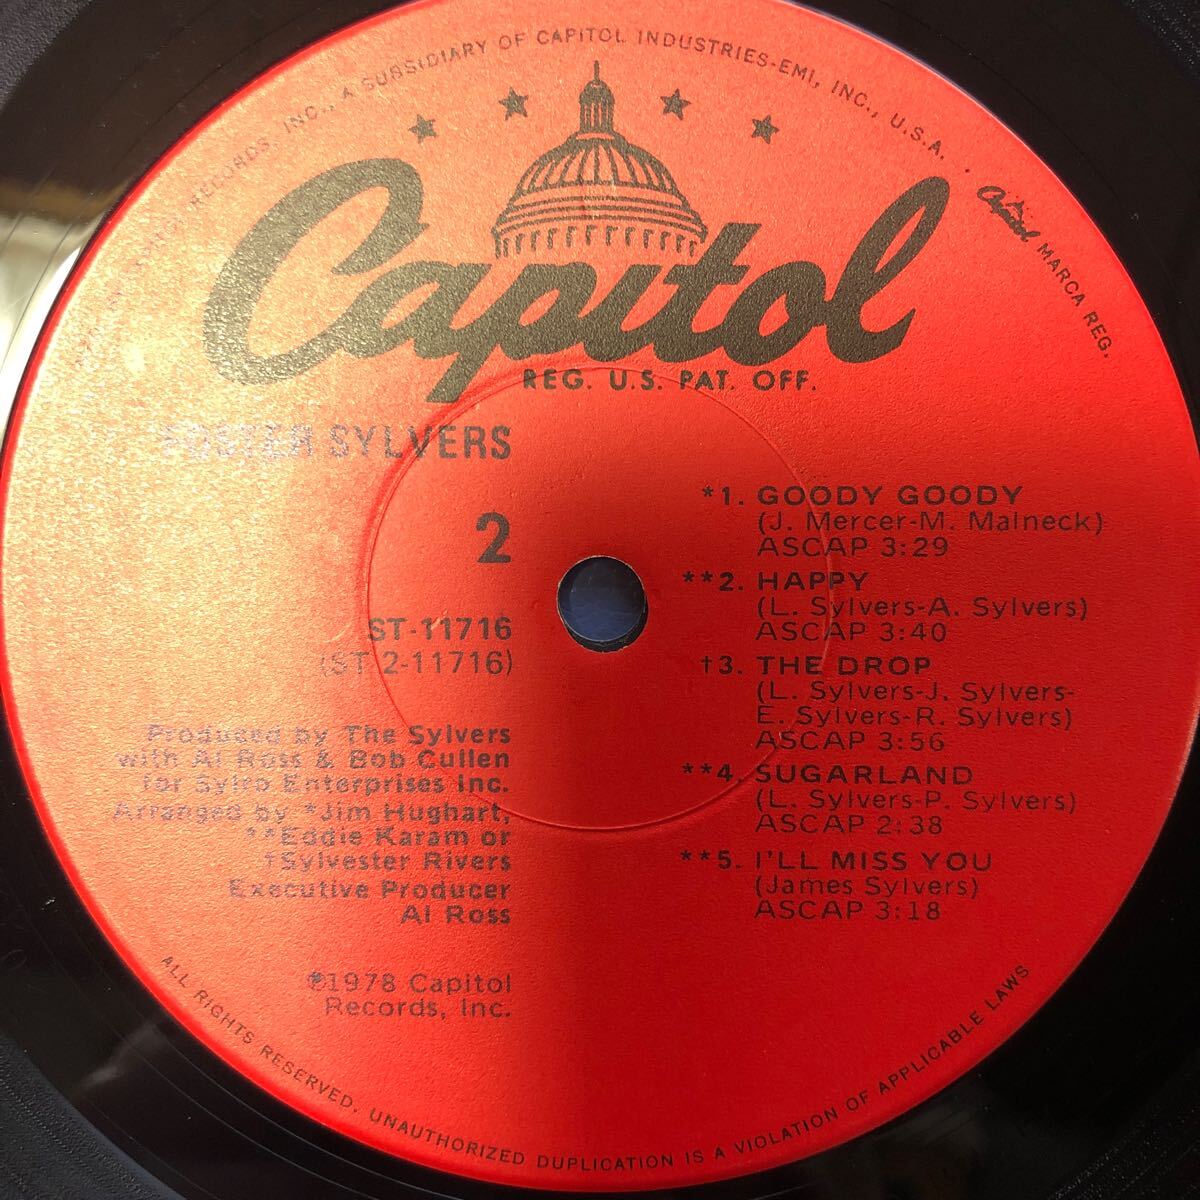 RECORDS, INC., A SUBSIDIARY OF CAPITOL INDUSTRIES-EMI, INC., U.S.A. · Capitol MARCA REG.
Capitol
REG. U.S. PAT. OFF.
FOSTER SYLVERS
2
ST-11716
(ST 2-11716)
Produced by The Sylvers
with Al Ross & Bob Cullen
for Sylco Enterprises Inc.
Arranged by *Jim Hughart,
**Eddie Karam or
†Sylvester Rivers
Executive Producer
Al Ross
℗1978 Capitol
Records, Inc.
*1. GOODY GOODY
(J. Mercer-M. Malneck)
ASCAP 3:29
**2. HAPPY
(L. Sylvers-A. Sylvers)
ASCAP 3:40
†3. THE DROP
(L. Sylvers-J. Sylvers-
E. Sylvers-R. Sylvers)
ASCAP 3:56
**4. SUGARLAND
(L. Sylvers-P. Sylvers)
ASCAP 2:38
**5. I'LL MISS YOU
(James Sylvers)
ASCAP 3:18
ALL RIGHTS RESERVED, UNAUTHORIZED DUPLICATION IS A VIOLATION OF APPLICABLE LAWS